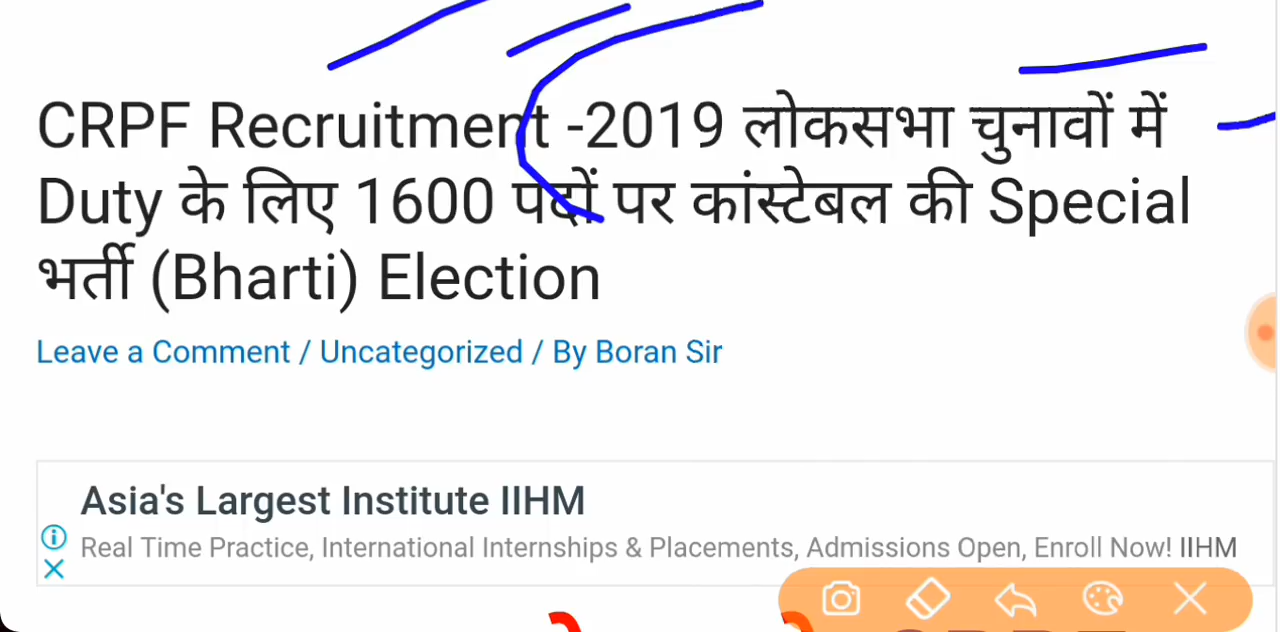 CRPF Recruitment -2019 लोकसभा चुनावों में
Duty के लिए 1600 पदों पर कांस्टेबल की Special
भर्ती (Bharti) Election
Leave a Comment / Uncategorized / By Boran Sir
Asia's Largest Institute IIHM
Real Time Practice, International Internships & Placements, Admissions Open, Enroll Now! IIHM